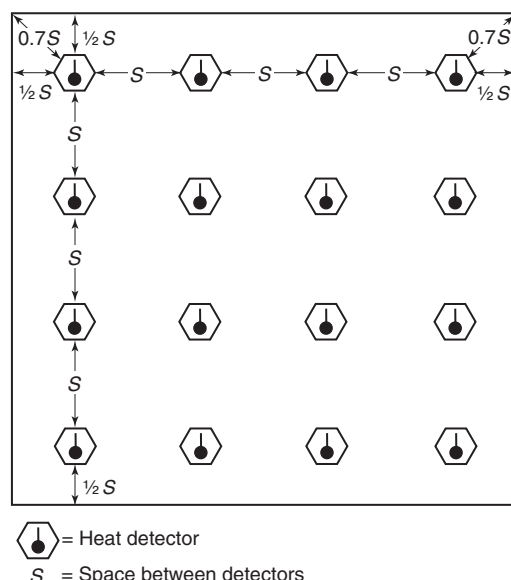 0.7S ½ S 0.7S
½ S S S S ½ S
S
S
S
½ S
= Heat detector
S = Space between detectors